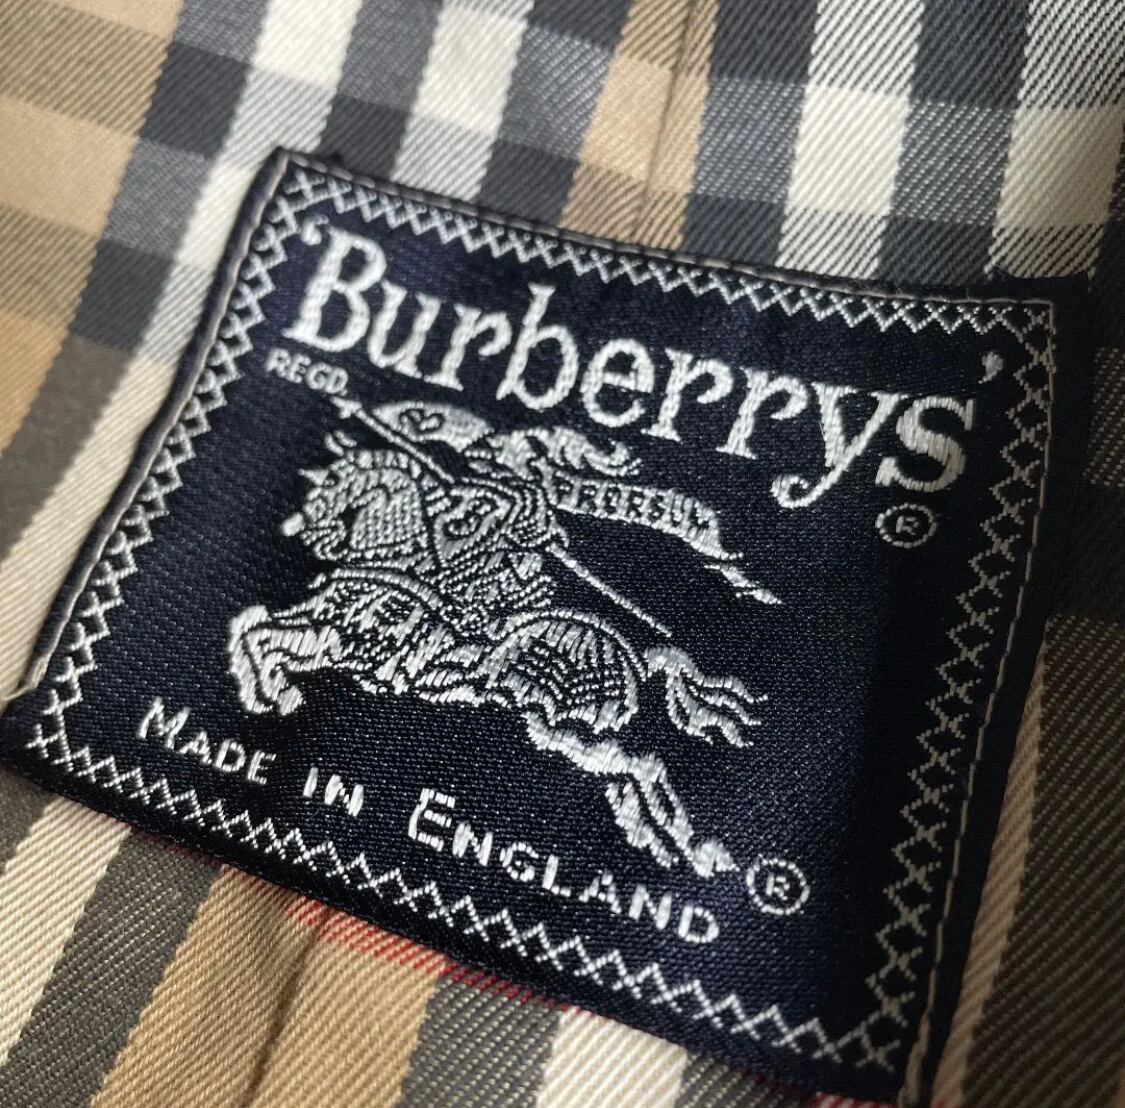 'Burberrys'
REGD.
®
PRORSUM
MADE IN ENGLAND
®